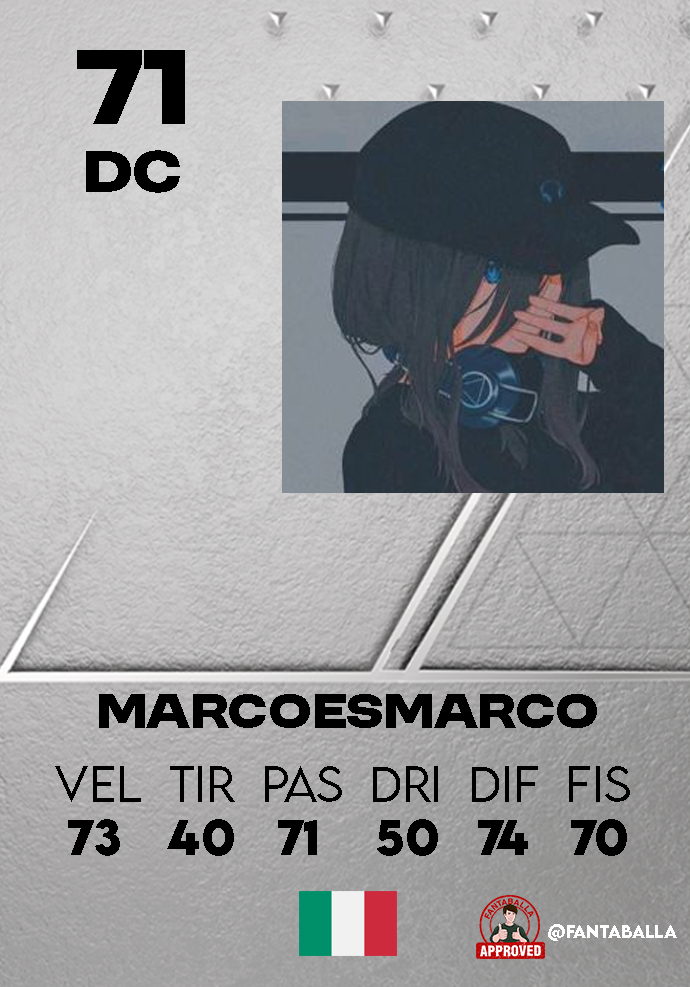 71
DC
MARCOESMARCO
VEL TIR PAS DRI DIF FIS
73 40 71 50 74 70
FANTABALLA
APPROVED
@FANTABALLA